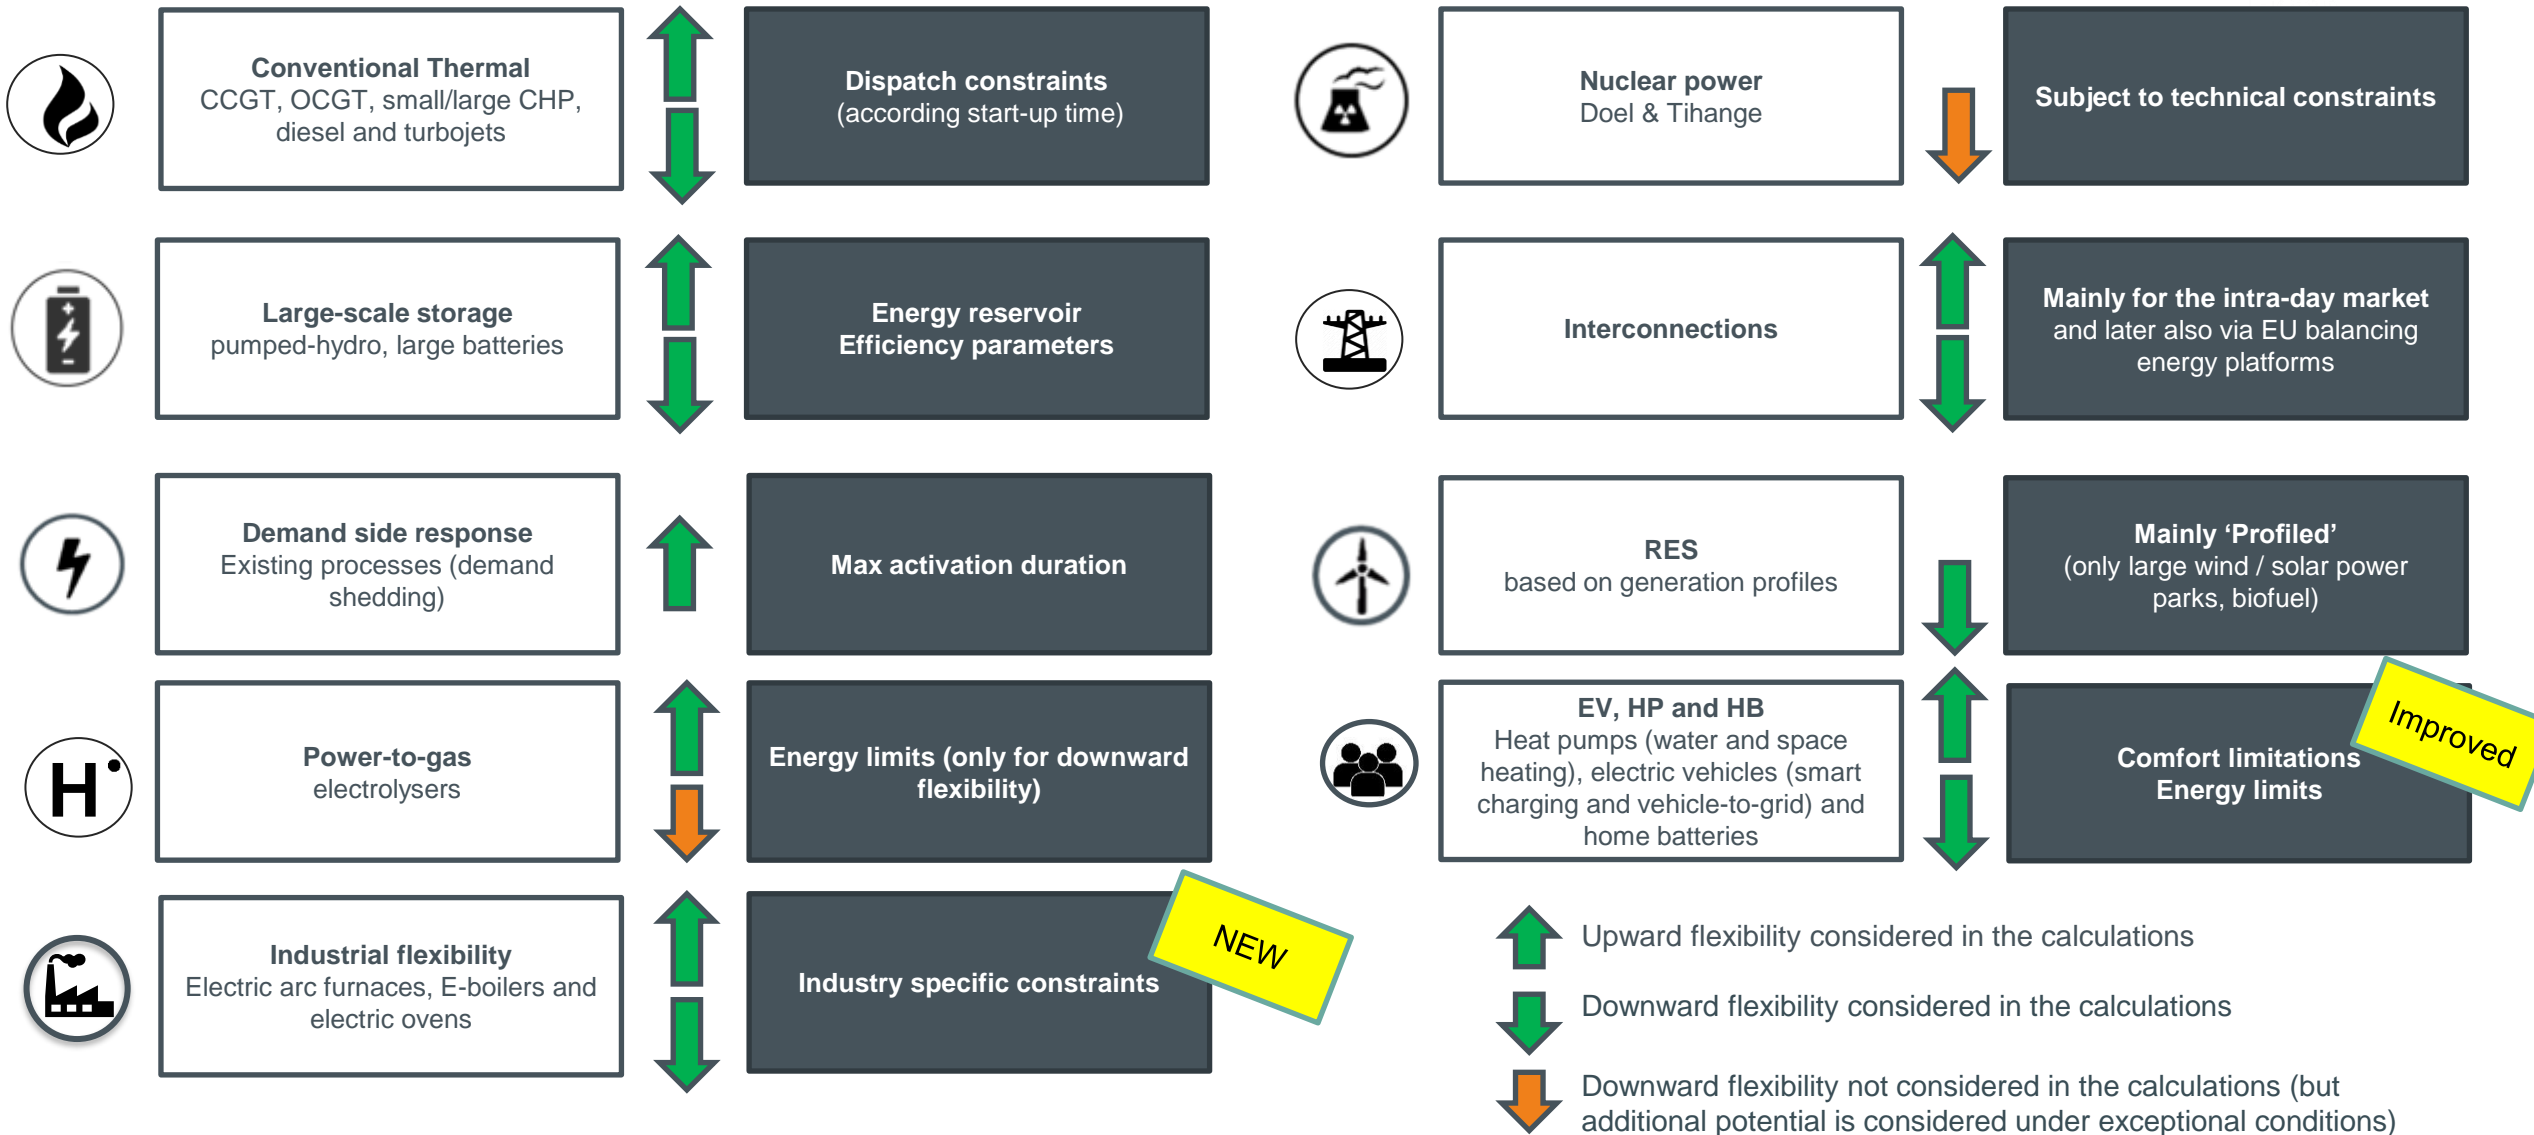 Conventional Thermal
CCGT, OCGT, small/large CHP,
diesel and turbojets
Dispatch constraints
(according start-up time)
Large-scale storage
pumped-hydro, large batteries
Energy reservoir
Efficiency parameters
Demand side response
Existing processes (demand
shedding)
Max activation duration
H
Power-to-gas
electrolysers
Energy limits (only for downward
flexibility)
Industrial flexibility
Electric arc furnaces, E-boilers and
electric ovens
Industry specific constraints
NEW
Nuclear power
Doel & Tihange
Subject to technical constraints
Interconnections
Mainly for the intra-day market
and later also via EU balancing
energy platforms
RES
based on generation profiles
Mainly ‘Profiled’
(only large wind / solar power
parks, biofuel)
EV, HP and HB
Heat pumps (water and space
heating), electric vehicles (smart
charging and vehicle-to-grid) and
home batteries
Comfort limitations
Energy limits
Improved
Upward flexibility considered in the calculations
Downward flexibility considered in the calculations
Downward flexibility not considered in the calculations (but
additional potential is considered under exceptional conditions)